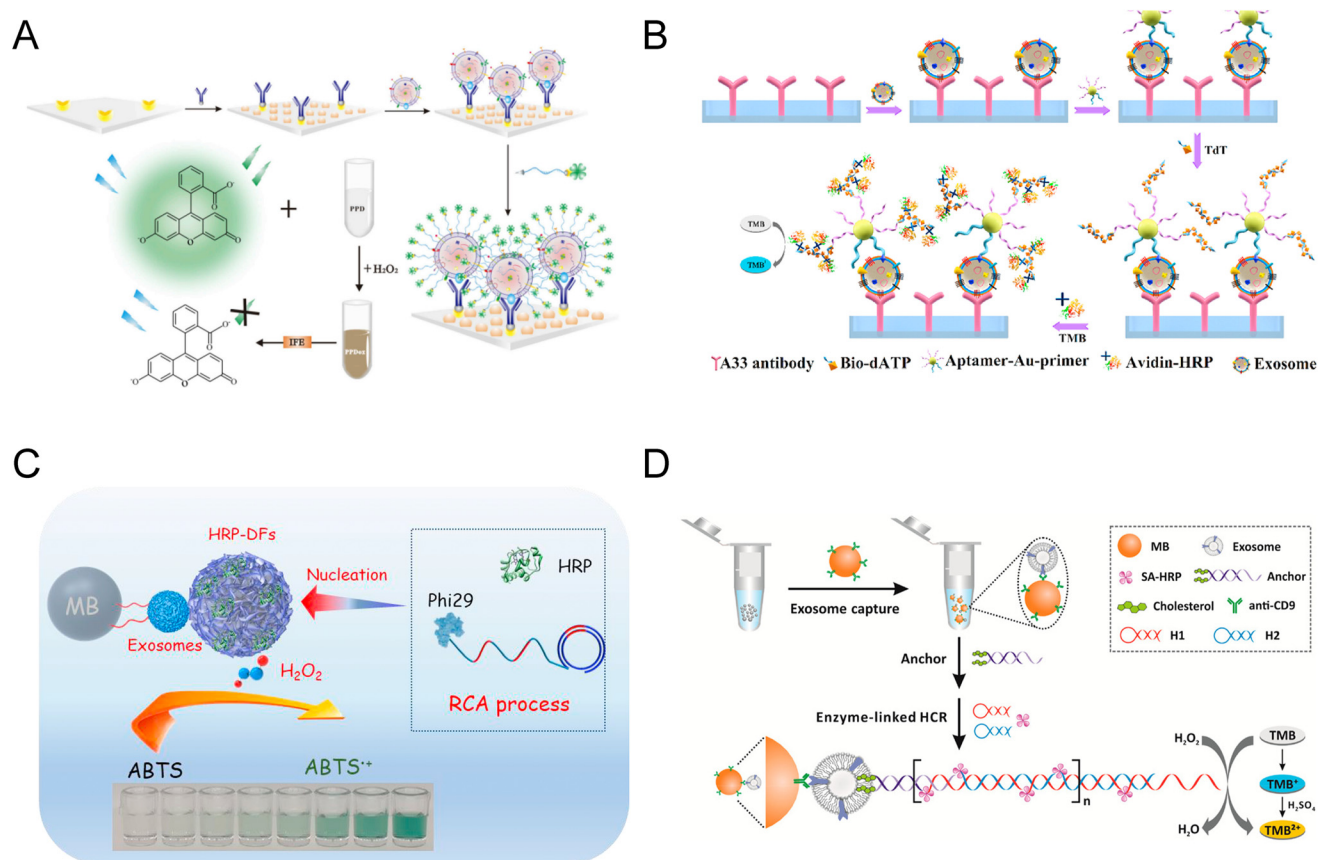 A
PPD
+
+H₂O₂
IFE
PPDox
O⁻
⁻O
O
O
O⁻
O
⁻O
O
O
B
TdT
TMB
TMB
TMB
A33 antibody
Bio-dATP
Aptamer-Au-primer
Avidin-HRP
Exosome
C
HRP-DFs
MB
Exosomes
Nucleation
HRP
Phi29
H₂O₂
RCA process
ABTS
ABTS·+
D
Exosome capture
Anchor
Enzyme-linked HCR
n
MB
Exosome
SA-HRP
Anchor
Cholesterol
anti-CD9
H1
H2
H₂O₂
TMB
TMB⁺
H₂SO₄
H₂O
TMB²⁺